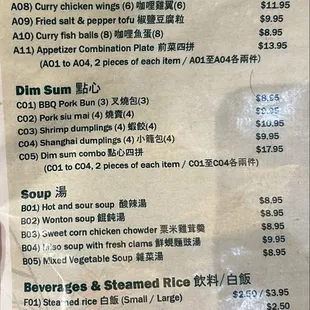 A08) Curry chicken wings (6) 咖哩雞翼(6) $11.95
A09) Fried salt & pepper tofu 椒鹽豆腐粒 $9.95
A10) Curry fish balls (8) 咖哩魚蛋(8) $8.95
A11) Appetizer Combination Plate 前菜四拼 $13.95
(A01 to A04, 2 pieces of each item / A01至A04各兩件)
Dim Sum 點心
C01) BBQ Pork Bun (3) 叉燒包(3) $8.95
C02) Pork siu mai (4) 燒賣(4) $9.95
C03) Shrimp dumplings (4) 蝦餃(4) $10.95
C04) Shanghai dumplings (4) 小籠包(4) $9.95
C05) Dim sum combo 點心四拼 $17.95
(C01 to C04, 2 pieces of each item / C01至C04各兩件)
Soup 湯
B01) Hot and sour soup 酸辣湯 $8.95
B02) Wonton soup 餛飩湯 $8.95
B03) Sweet corn chicken chowder 粟米雞茸羹 $8.95
B04) Miso soup with fresh clams 鮮蜆麵豉湯 $9.95
B05) Mixed Vegetable Soup 雜菜湯 $8.95
Beverages & Steamed Rice 飲料/白飯
F01) Steamed rice 白飯 (Small / Large) $2.50 / $3.95
$2.50